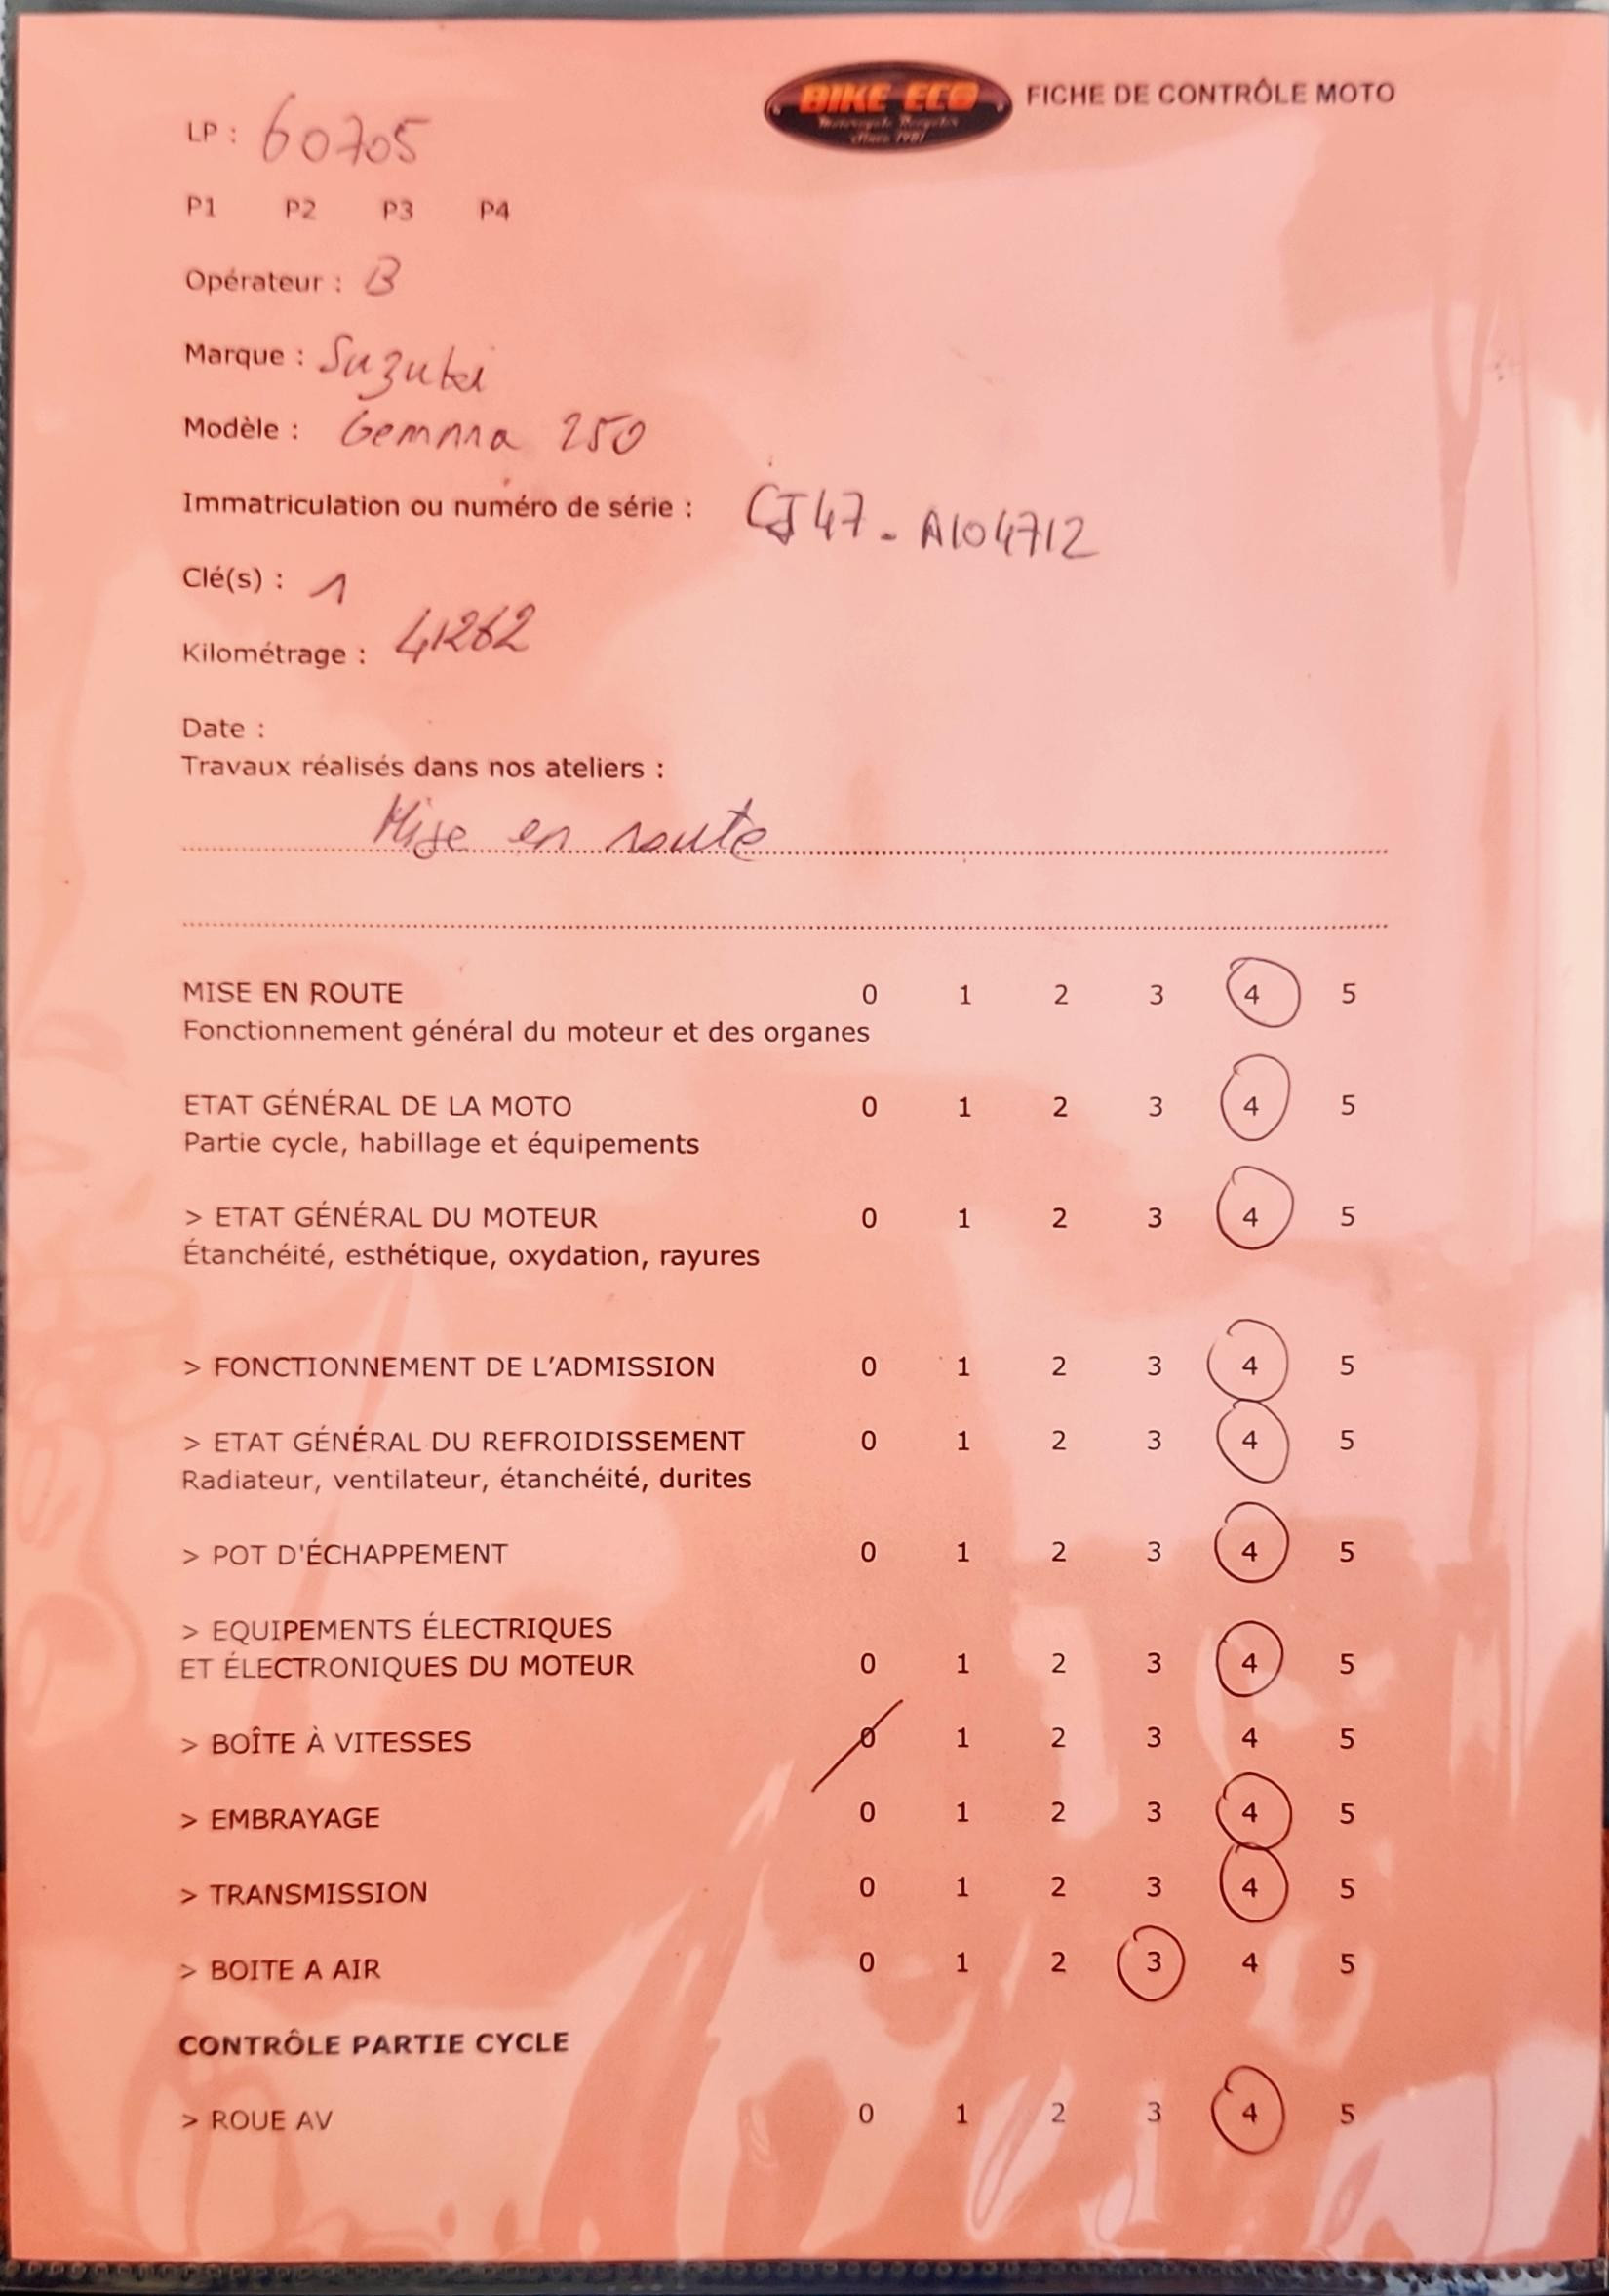 BIKE ECO
Motorcycle Recycler
Since 1987
FICHE DE CONTRÔLE MOTO
LP : 60705
P1 P2 P3 P4
Opérateur : B
Marque : Suzuki
Modèle : Gemma 250
Immatriculation ou numéro de série : CJ47-A104712
Clé(s) : 1
Kilométrage : 41262
Date :
Travaux réalisés dans nos ateliers :
Mise en route
MISE EN ROUTE 0 1 2 3 4 5
Fonctionnement général du moteur et des organes
ETAT GÉNÉRAL DE LA MOTO 0 1 2 3 4 5
Partie cycle, habillage et équipements
> ETAT GÉNÉRAL DU MOTEUR 0 1 2 3 4 5
Étanchéité, esthétique, oxydation, rayures
> FONCTIONNEMENT DE L'ADMISSION 0 1 2 3 4 5
> ETAT GÉNÉRAL DU REFROIDISSEMENT 0 1 2 3 4 5
Radiateur, ventilateur, étanchéité, durites
> POT D'ÉCHAPPEMENT 0 1 2 3 4 5
> EQUIPEMENTS ÉLECTRIQUES
ET ÉLECTRONIQUES DU MOTEUR 0 1 2 3 4 5
> BOÎTE À VITESSES 0 1 2 3 4 5
> EMBRAYAGE 0 1 2 3 4 5
> TRANSMISSION 0 1 2 3 4 5
> BOITE A AIR 0 1 2 3 4 5
CONTRÔLE PARTIE CYCLE
> ROUE AV 0 1 2 3 4 5